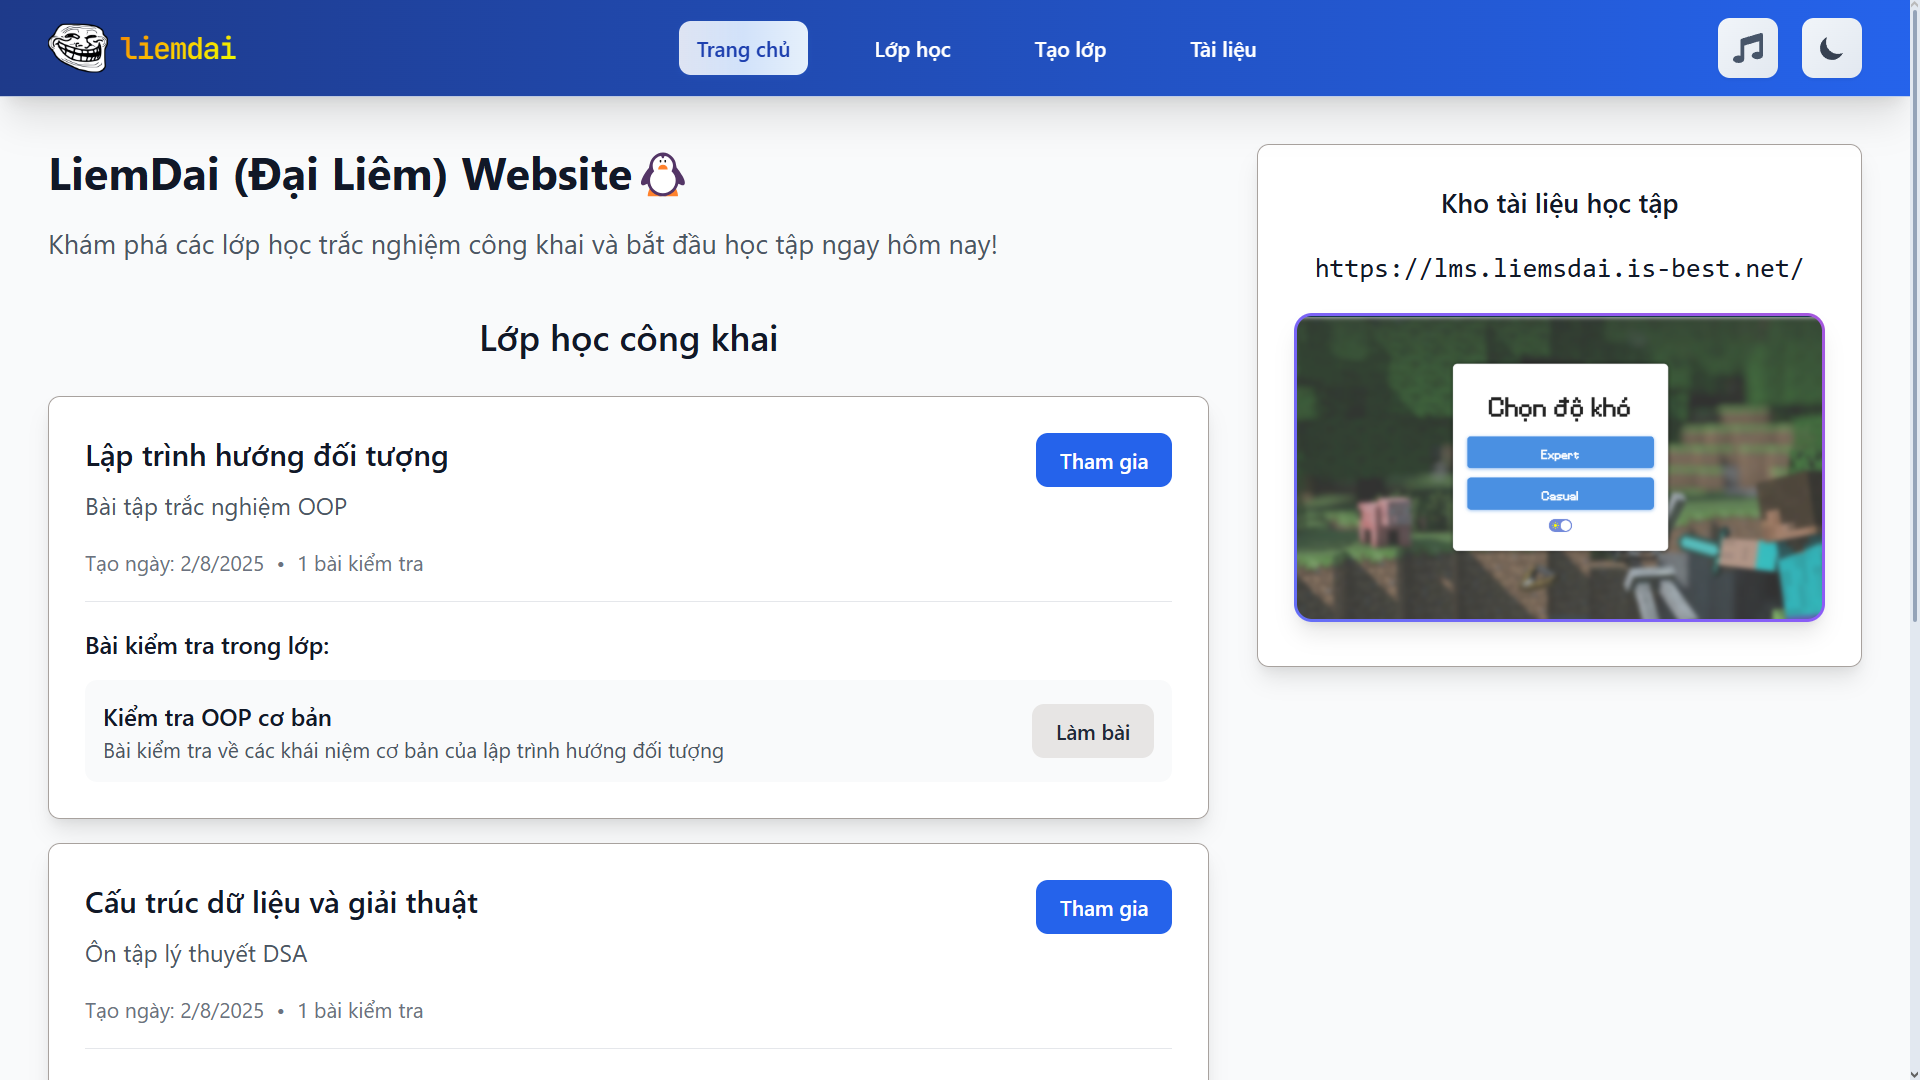 liemdai
Trang chủ
Lớp học
Tạo lớp
Tài liệu
LiemDai (Đại Liêm) Website
Khám phá các lớp học trắc nghiệm công khai và bắt đầu học tập ngay hôm nay!
Lớp học công khai
Lập trình hướng đối tượng
Tham gia
Bài tập trắc nghiệm OOP
Tạo ngày: 2/8/2025 • 1 bài kiểm tra
Bài kiểm tra trong lớp:
Kiểm tra OOP cơ bản
Bài kiểm tra về các khái niệm cơ bản của lập trình hướng đối tượng
Làm bài
Cấu trúc dữ liệu và giải thuật
Tham gia
Ôn tập lý thuyết DSA
Tạo ngày: 2/8/2025 • 1 bài kiểm tra
Kho tài liệu học tập
https://lms.liemsdai.is-best.net/
Chọn độ khó
Expert
Casual